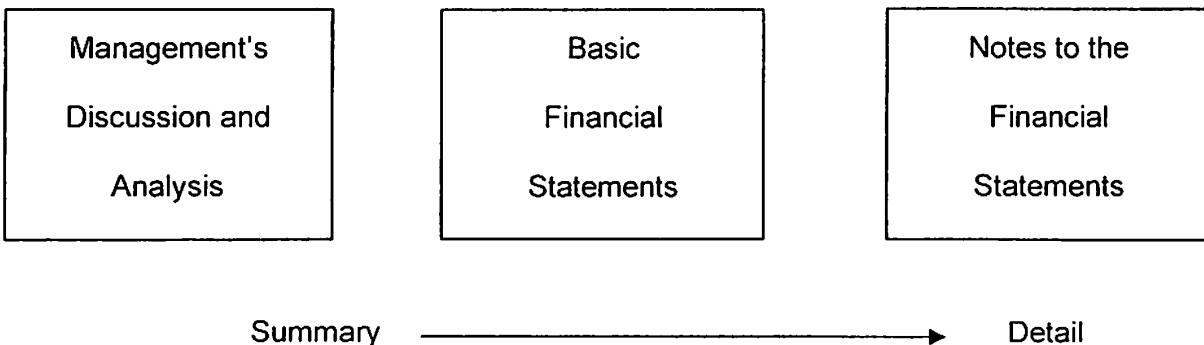 Management's
Discussion and
Analysis
Basic
Financial
Statements
Notes to the
Financial
Statements
Summary Detail